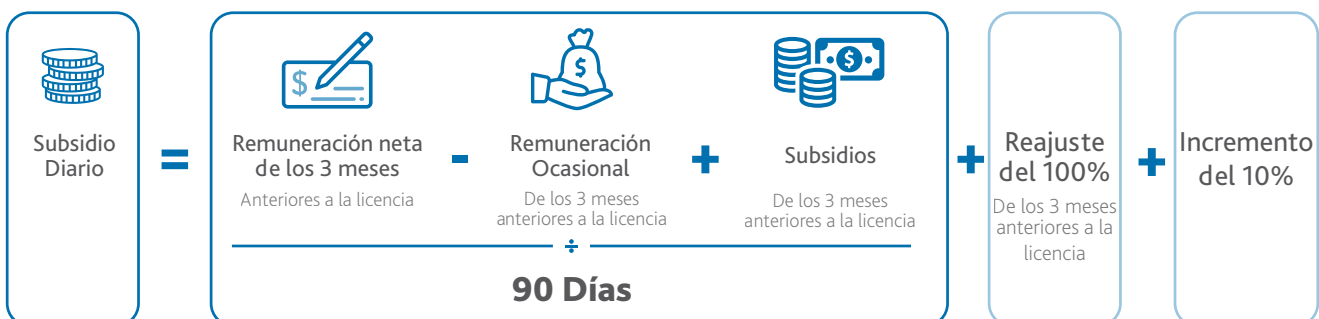 Subsidio
Diario
=
$
Remuneración neta
de los 3 meses
Anteriores a la licencia
-
$
Remuneración
Ocasional
De los 3 meses
anteriores a la licencia
+
$
Subsidios
De los 3 meses
anteriores a la licencia
÷
90 Días
+
Reajuste
del 100%
De los 3 meses
anteriores a la
licencia
+
Incremento
del 10%